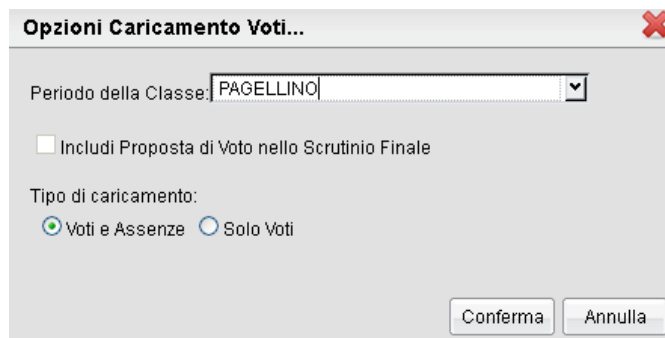 Opzioni Caricamento Voti...
Periodo della Classe: PAGELLINO
Includi Proposta di Voto nello Scrutinio Finale
Tipo di caricamento:
Voti e Assenze Solo Voti
Conferma Annulla